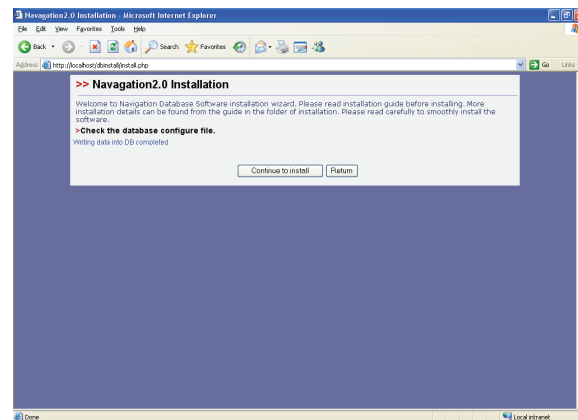 Navagation2.0 Installation - Microsoft Internet Explorer
File Edit View Favorites Tools Help
Back Search Favorites
Address http://localhost/dbinstall/install.php Go Links
>> Navagation2.0 Installation
Welcome to Navigation Database Software installation wizard. Please read installation guide before installing. More
installation details can be found from the guide in the folder of installation. Please read carefully to smoothly install the
software.
>Check the database configure file.
Writing data into DB completed
Continue to install Return
Done Local intranet